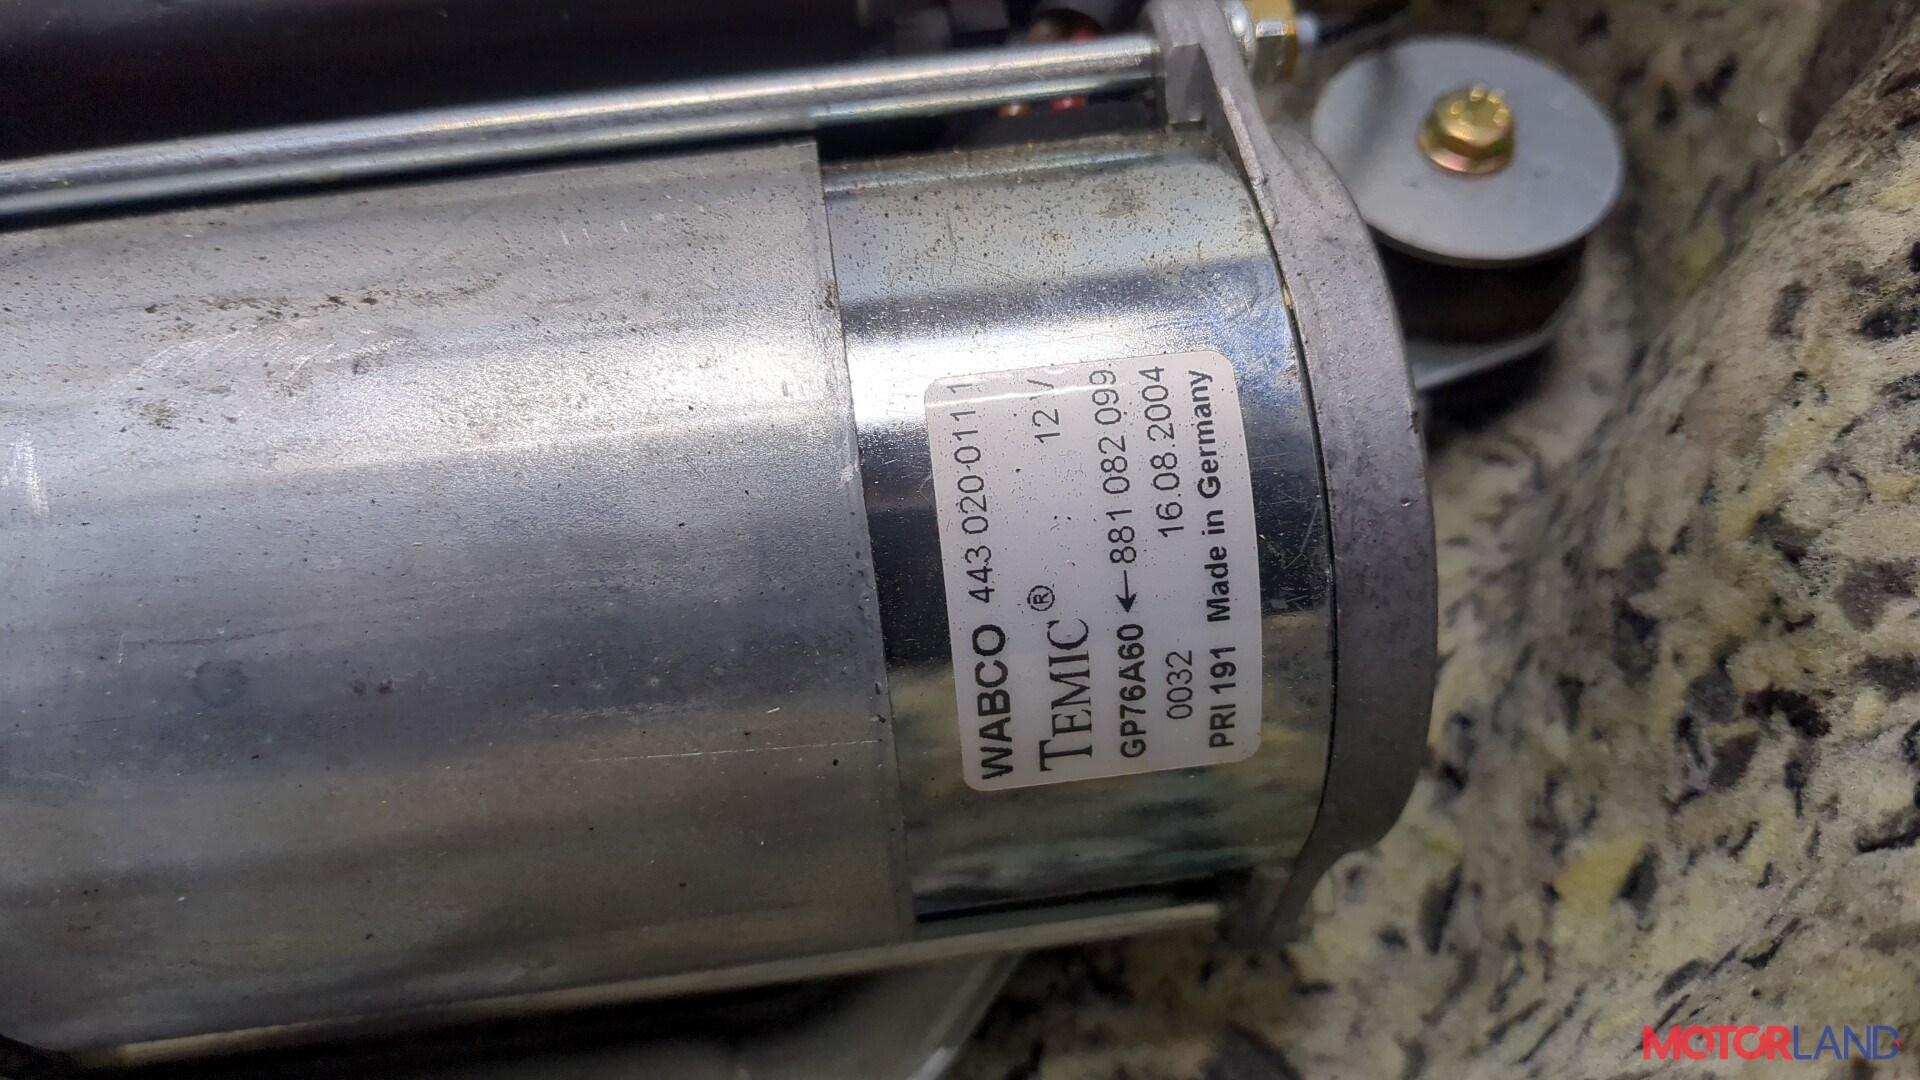 WABCO 443 020 011 1
TEMIC® 12 V
GP76A60 ←881 082 099
0032 16.08.2004
PRI 191 Made in Germany
MOTORLAND